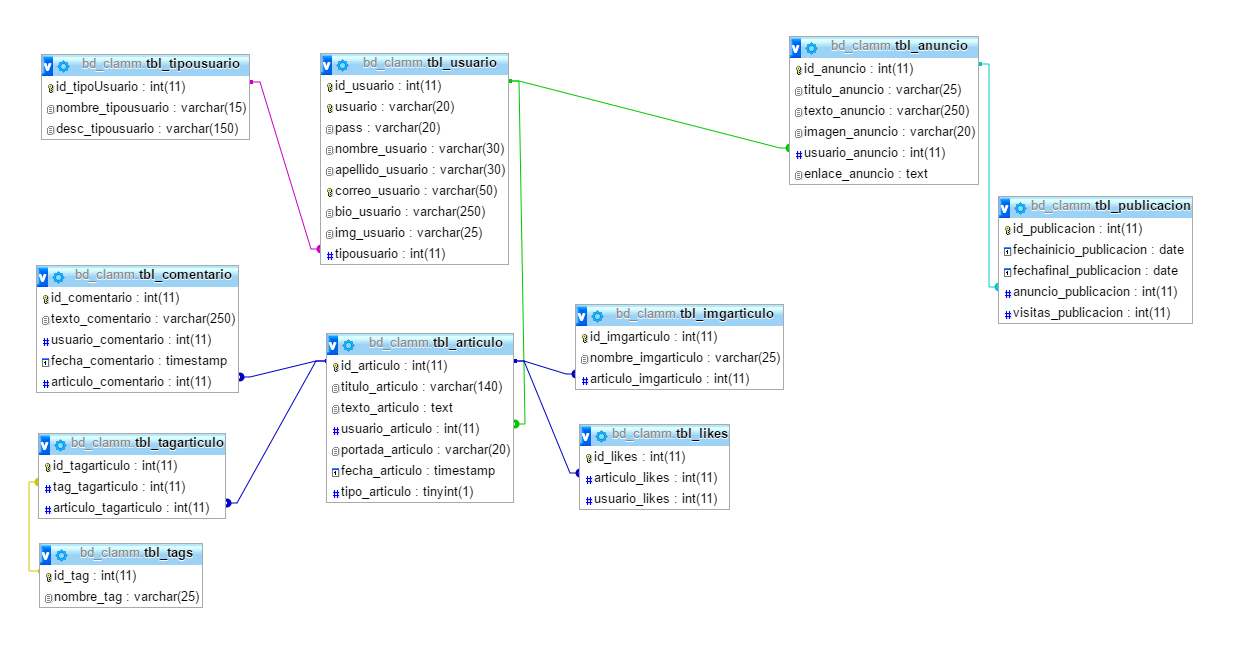 bd_clamm.tbl_tipousuario
id_tipoUsuario : int(11)
nombre_tipousuario : varchar(15)
desc_tipousuario : varchar(150)
bd_clamm.tbl_usuario
id_usuario : int(11)
usuario : varchar(20)
pass : varchar(20)
nombre_usuario : varchar(30)
apellido_usuario : varchar(30)
correo_usuario : varchar(50)
bio_usuario : varchar(250)
img_usuario : varchar(25)
tipousuario : int(11)
bd_clamm.tbl_anuncio
id_anuncio : int(11)
titulo_anuncio : varchar(25)
texto_anuncio : varchar(250)
imagen_anuncio : varchar(20)
usuario_anuncio : int(11)
enlace_anuncio : text
bd_clamm.tbl_publicacion
id_publicacion : int(11)
fechainicio_publicacion : date
fechafinal_publicacion : date
anuncio_publicacion : int(11)
visitas_publicacion : int(11)
bd_clamm.tbl_comentario
id_comentario : int(11)
texto_comentario : varchar(250)
usuario_comentario : int(11)
fecha_comentario : timestamp
articulo_comentario : int(11)
bd_clamm.tbl_articulo
id_articulo : int(11)
titulo_articulo : varchar(140)
texto_articulo : text
usuario_articulo : int(11)
portada_articulo : varchar(20)
fecha_articulo : timestamp
tipo_articulo : tinyint(1)
bd_clamm.tbl_imgarticulo
id_imgarticulo : int(11)
nombre_imgarticulo : varchar(25)
articulo_imgarticulo : int(11)
bd_clamm.tbl_likes
id_likes : int(11)
articulo_likes : int(11)
usuario_likes : int(11)
bd_clamm.tbl_tagarticulo
id_tagarticulo : int(11)
tag_tagarticulo : int(11)
articulo_tagarticulo : int(11)
bd_clamm.tbl_tags
id_tag : int(11)
nombre_tag : varchar(25)